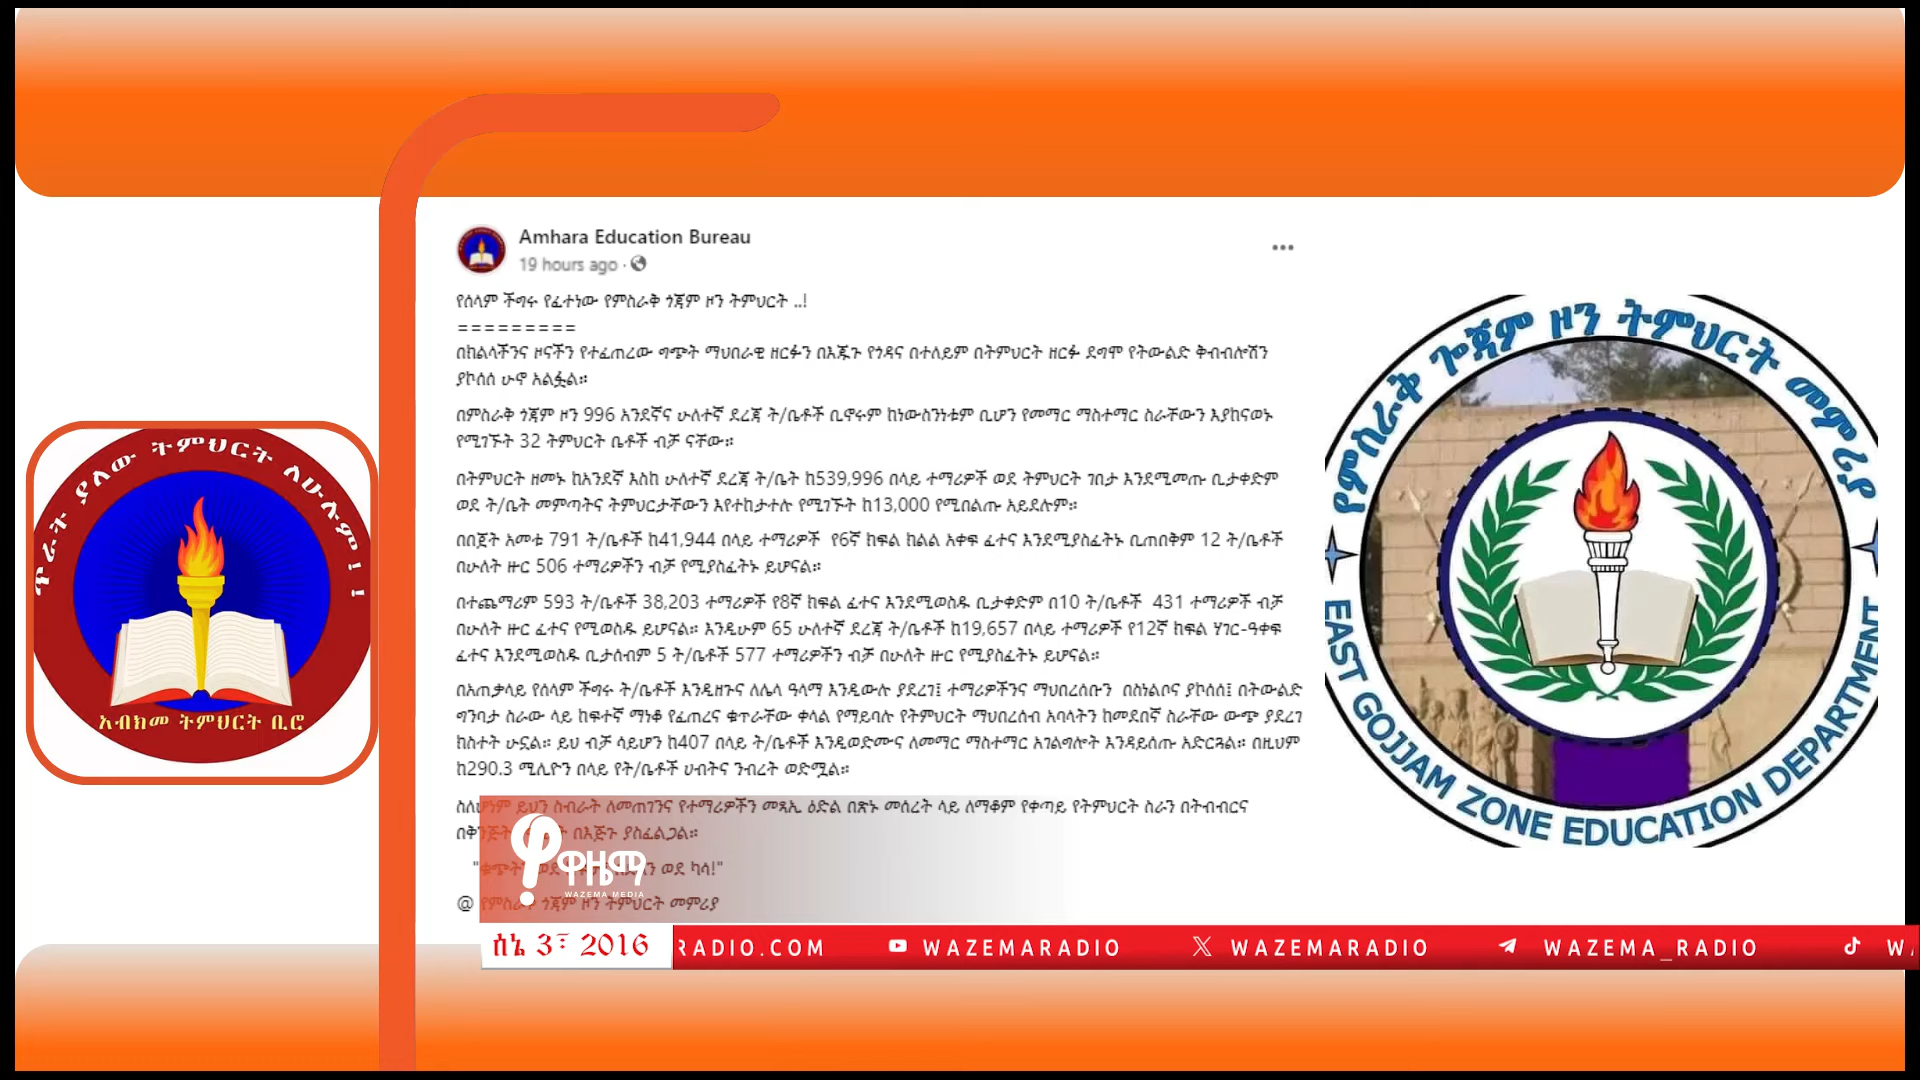 Amhara Education Bureau
19 hours ago ·
የሰላም ችግሩ የፈተነው የምስራቅ ጎጃም ዞን ትምህርት ..!
=========
በክልላችንና ዞናችን የተፈጠረው ግጭት ማህበራዊ ዘርፉን በእጁጉ የጎዳና በተለይም በትምህርት ዘርፉ ደግሞ የትውልድ ቅብብሎሽን
ያኮሰሰ ሁኖ አልፏል።
በምስራቅ ጎጃም ዞን 996 አንደኛና ሁለተኛ ደረጃ ት/ቤቶች ቢኖሩም ከነውስንነቱም ቢሆን የመማር ማስተማር ስራቸውን እያከናወኑ
የሚገኙት 32 ትምህርት ቤቶች ብቻ ናቸው።
በትምህርት ዘመኑ ከአንደኛ እስከ ሁለተኛ ደረጃ ት/ቤት ከ539,996 በላይ ተማሪዎች ወደ ትምህርት ገበታ እንደሚመጡ ቢታቀድም
ወደ ት/ቤት መምጣትና ትምህርታቸውን እየተከታተሉ የሚገኙት ከ13,000 የሚበልጡ አይደሉም።
በበጀት አመቱ 791 ት/ቤቶች ከ41,944 በላይ ተማሪዎች የ6ኛ ክፍል ክልል አቀፍ ፈተና እንደሚያስፈትኑ ቢጠበቅም 12 ት/ቤቶች
በሁለት ዙር 506 ተማሪዎችን ብቻ የሚያስፈትኑ ይሆናል።
በተጨማሪም 593 ት/ቤቶች 38,203 ተማሪዎች የ8ኛ ክፍል ፈተና እንደሚወስዱ ቢታቀድም በ10 ት/ቤቶች 431 ተማሪዎች ብቻ
በሁለት ዙር ፈተና የሚወስዱ ይሆናል። እንዲሁም 65 ሁለተኛ ደረጃ ት/ቤቶች ከ19,657 በላይ ተማሪዎች የ12ኛ ክፍል ሃገር-ዓቀፍ
ፈተና እንደሚወስዱ ቢታሰብም 5 ት/ቤቶች 577 ተማሪዎችን ብቻ በሁለት ዙር የሚያስፈትኑ ይሆናል።
በአጠቃላይ የሰላም ችግሩ ት/ቤቶች እንዲዘጉና ለሌላ ዓላማ እንዲውሉ ያደረገ፤ ተማሪዎችንና ማህበረሰቡን በስነልቦና ያኮሰሰ፤ በትውልድ
ግንባታ ስራው ላይ ከፍተኛ ማነቆ የፈጠረና ቁጥራቸው ቀላል የማይባሉ የትምህርት ማህበረሰብ አባላትን ከመደበኛ ስራቸው ውጭ ያደረገ
ክስተት ሁኗል። ይህ ብቻ ሳይሆን ከ407 በላይ ት/ቤቶች እንዲወድሙና ለመማር ማስተማር አገልግሎት እንዳይሰጡ አድርጓል። በዚህም
ከ290.3 ሚሊዮን በላይ የት/ቤቶች ሀብትና ንብረት ወድሟል።
ስለሆነም ይህን ስብራት ለመጠገንና የተማሪዎችን መጻኢ ዕድል በጽኑ መሰረት ላይ ለማቆም የቀጣይ የትምህርት ስራን በትብብርና
በእጅጉ ያስፈልጋል።
ወደ ካሳ!"
@ የምስራቅ ጎጃም ዞን ትምህርት መምሪያ
ጥራት ያለው ትምህርት ለሁሉም!!
አብክመ ትምህርት ቢሮ
የምስራቅ ጎጃም ዞን ትምህርት መምሪያ
EAST GOJJAM ZONE EDUCATION DEPARTMENT
ዋዜማ
WAZEMA MEDIA
ሰኔ 3፣ 2016
RADIO.COM WAZEMARADIO WAZEMARADIO WAZEMA_RADIO